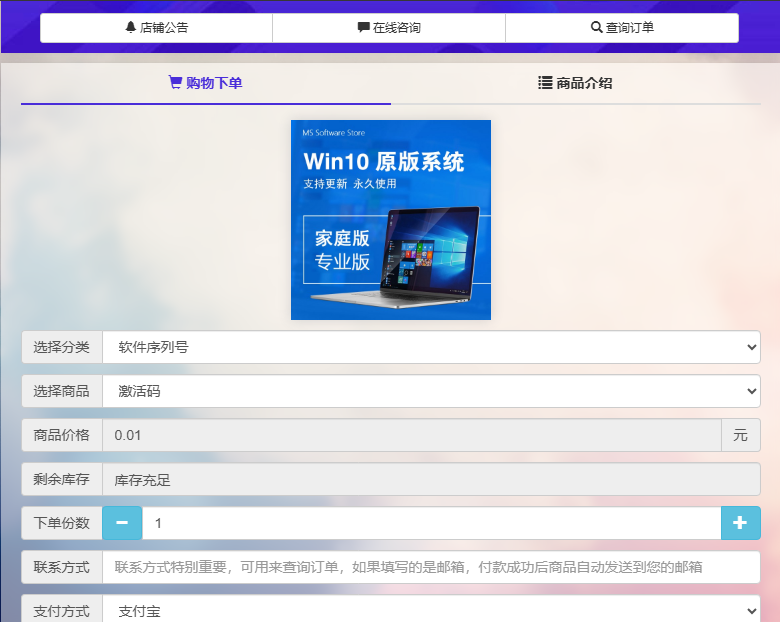 店铺公告
在线咨询
查询订单
购物下单
商品介绍
MS Software Store
Win10 原版系统
支持更新 永久使用
家庭版
专业版
选择分类 软件序列号
选择商品 激活码
商品价格 0.01 元
剩余库存 库存充足
下单份数 1
联系方式 联系方式特别重要，可用来查询订单，如果填写的是邮箱，付款成功后商品自动发送到您的邮箱
支付方式 支付宝